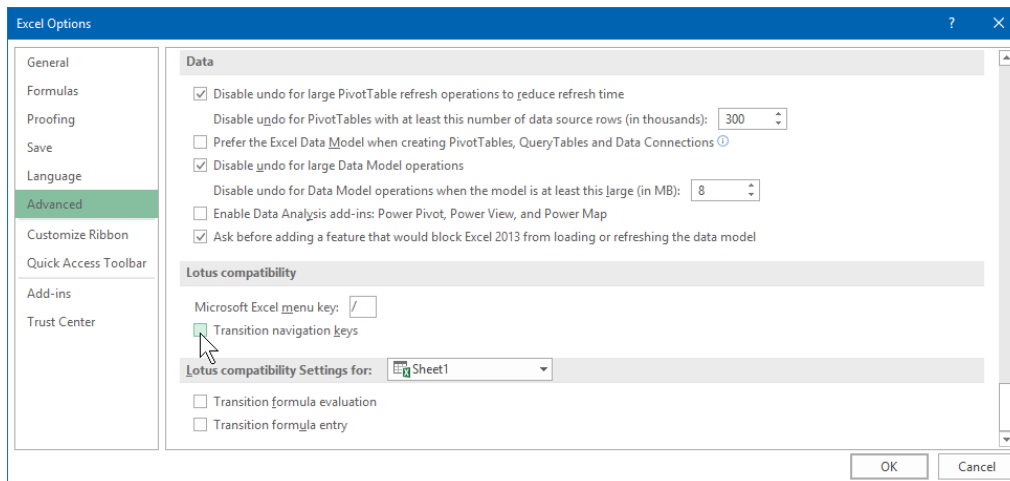 Excel Options
?
General
Formulas
Proofing
Save
Language
Advanced
Customize Ribbon
Quick Access Toolbar
Add-ins
Trust Center
Data
Disable undo for large PivotTable refresh operations to reduce refresh time
Disable undo for PivotTables with at least this number of data source rows (in thousands): 300
Prefer the Excel Data Model when creating PivotTables, QueryTables and Data Connections
Disable undo for large Data Model operations
Disable undo for Data Model operations when the model is at least this large (in MB): 8
Enable Data Analysis add-ins: Power Pivot, Power View, and Power Map
Ask before adding a feature that would block Excel 2013 from loading or refreshing the data model
Lotus compatibility
Microsoft Excel menu key: /
Transition navigation keys
Lotus compatibility Settings for: Sheet1
Transition formula evaluation
Transition formula entry
OK Cancel